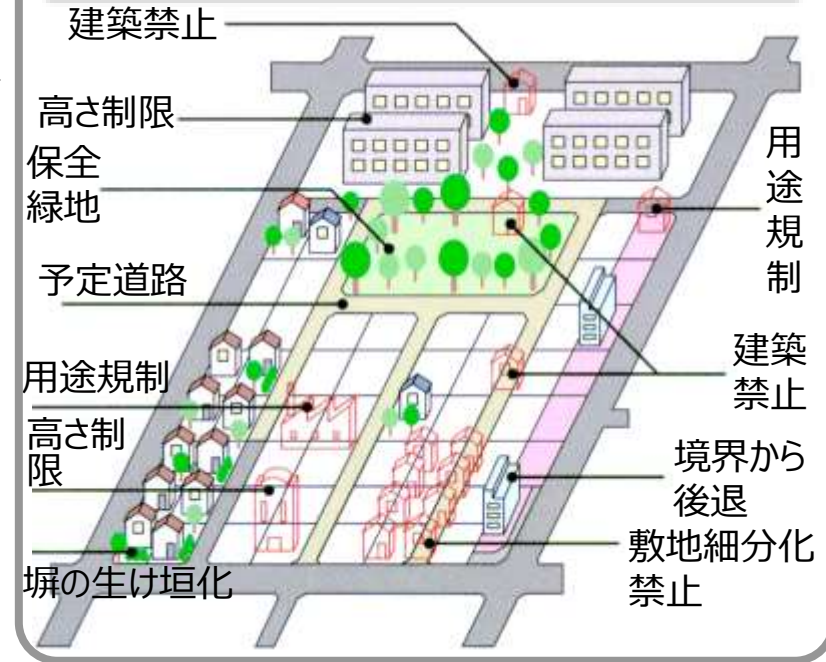 建築禁止
高さ制限
保全
緑地
予定道路
用途規制
高さ制
限
塀の生け垣化
用
途
規
制
建築
禁止
境界から
後退
敷地細分化
禁止